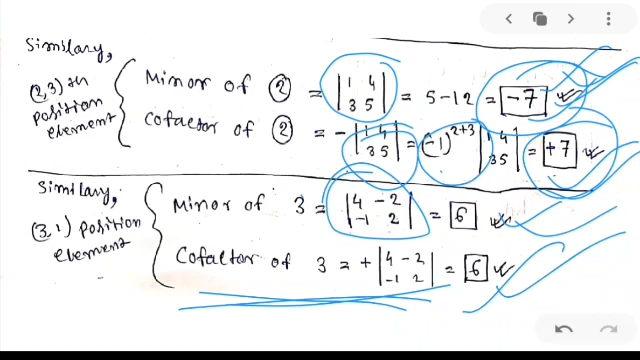 Similary,
(2,3) th position element
Minor of 2 = |1 4; 3 5| = 5-12 = -7
Cofactor of 2 = -|1 4; 3 5| = (-1)^2+3 |1 4; 3 5| = +7
Similary,
(3,1) position element
Minor of 3 = |4 -2; -1 2| = 6
Cofactor of 3 = +|4 -2; -1 2| = 6